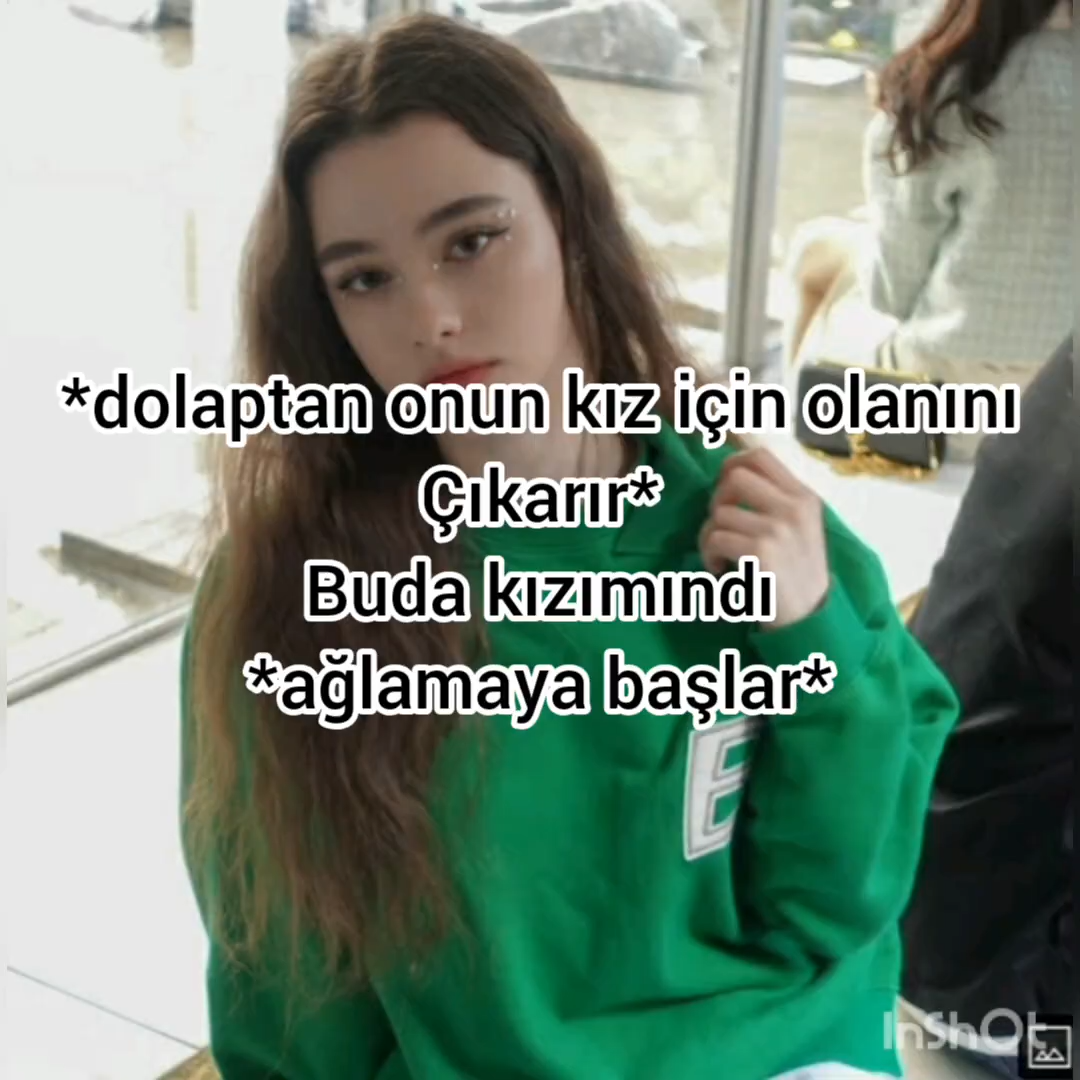 *dolaptan onun kız için olanını
Çıkarır*
Buda kızımındı
*ağlamaya başlar*
E
InShOt